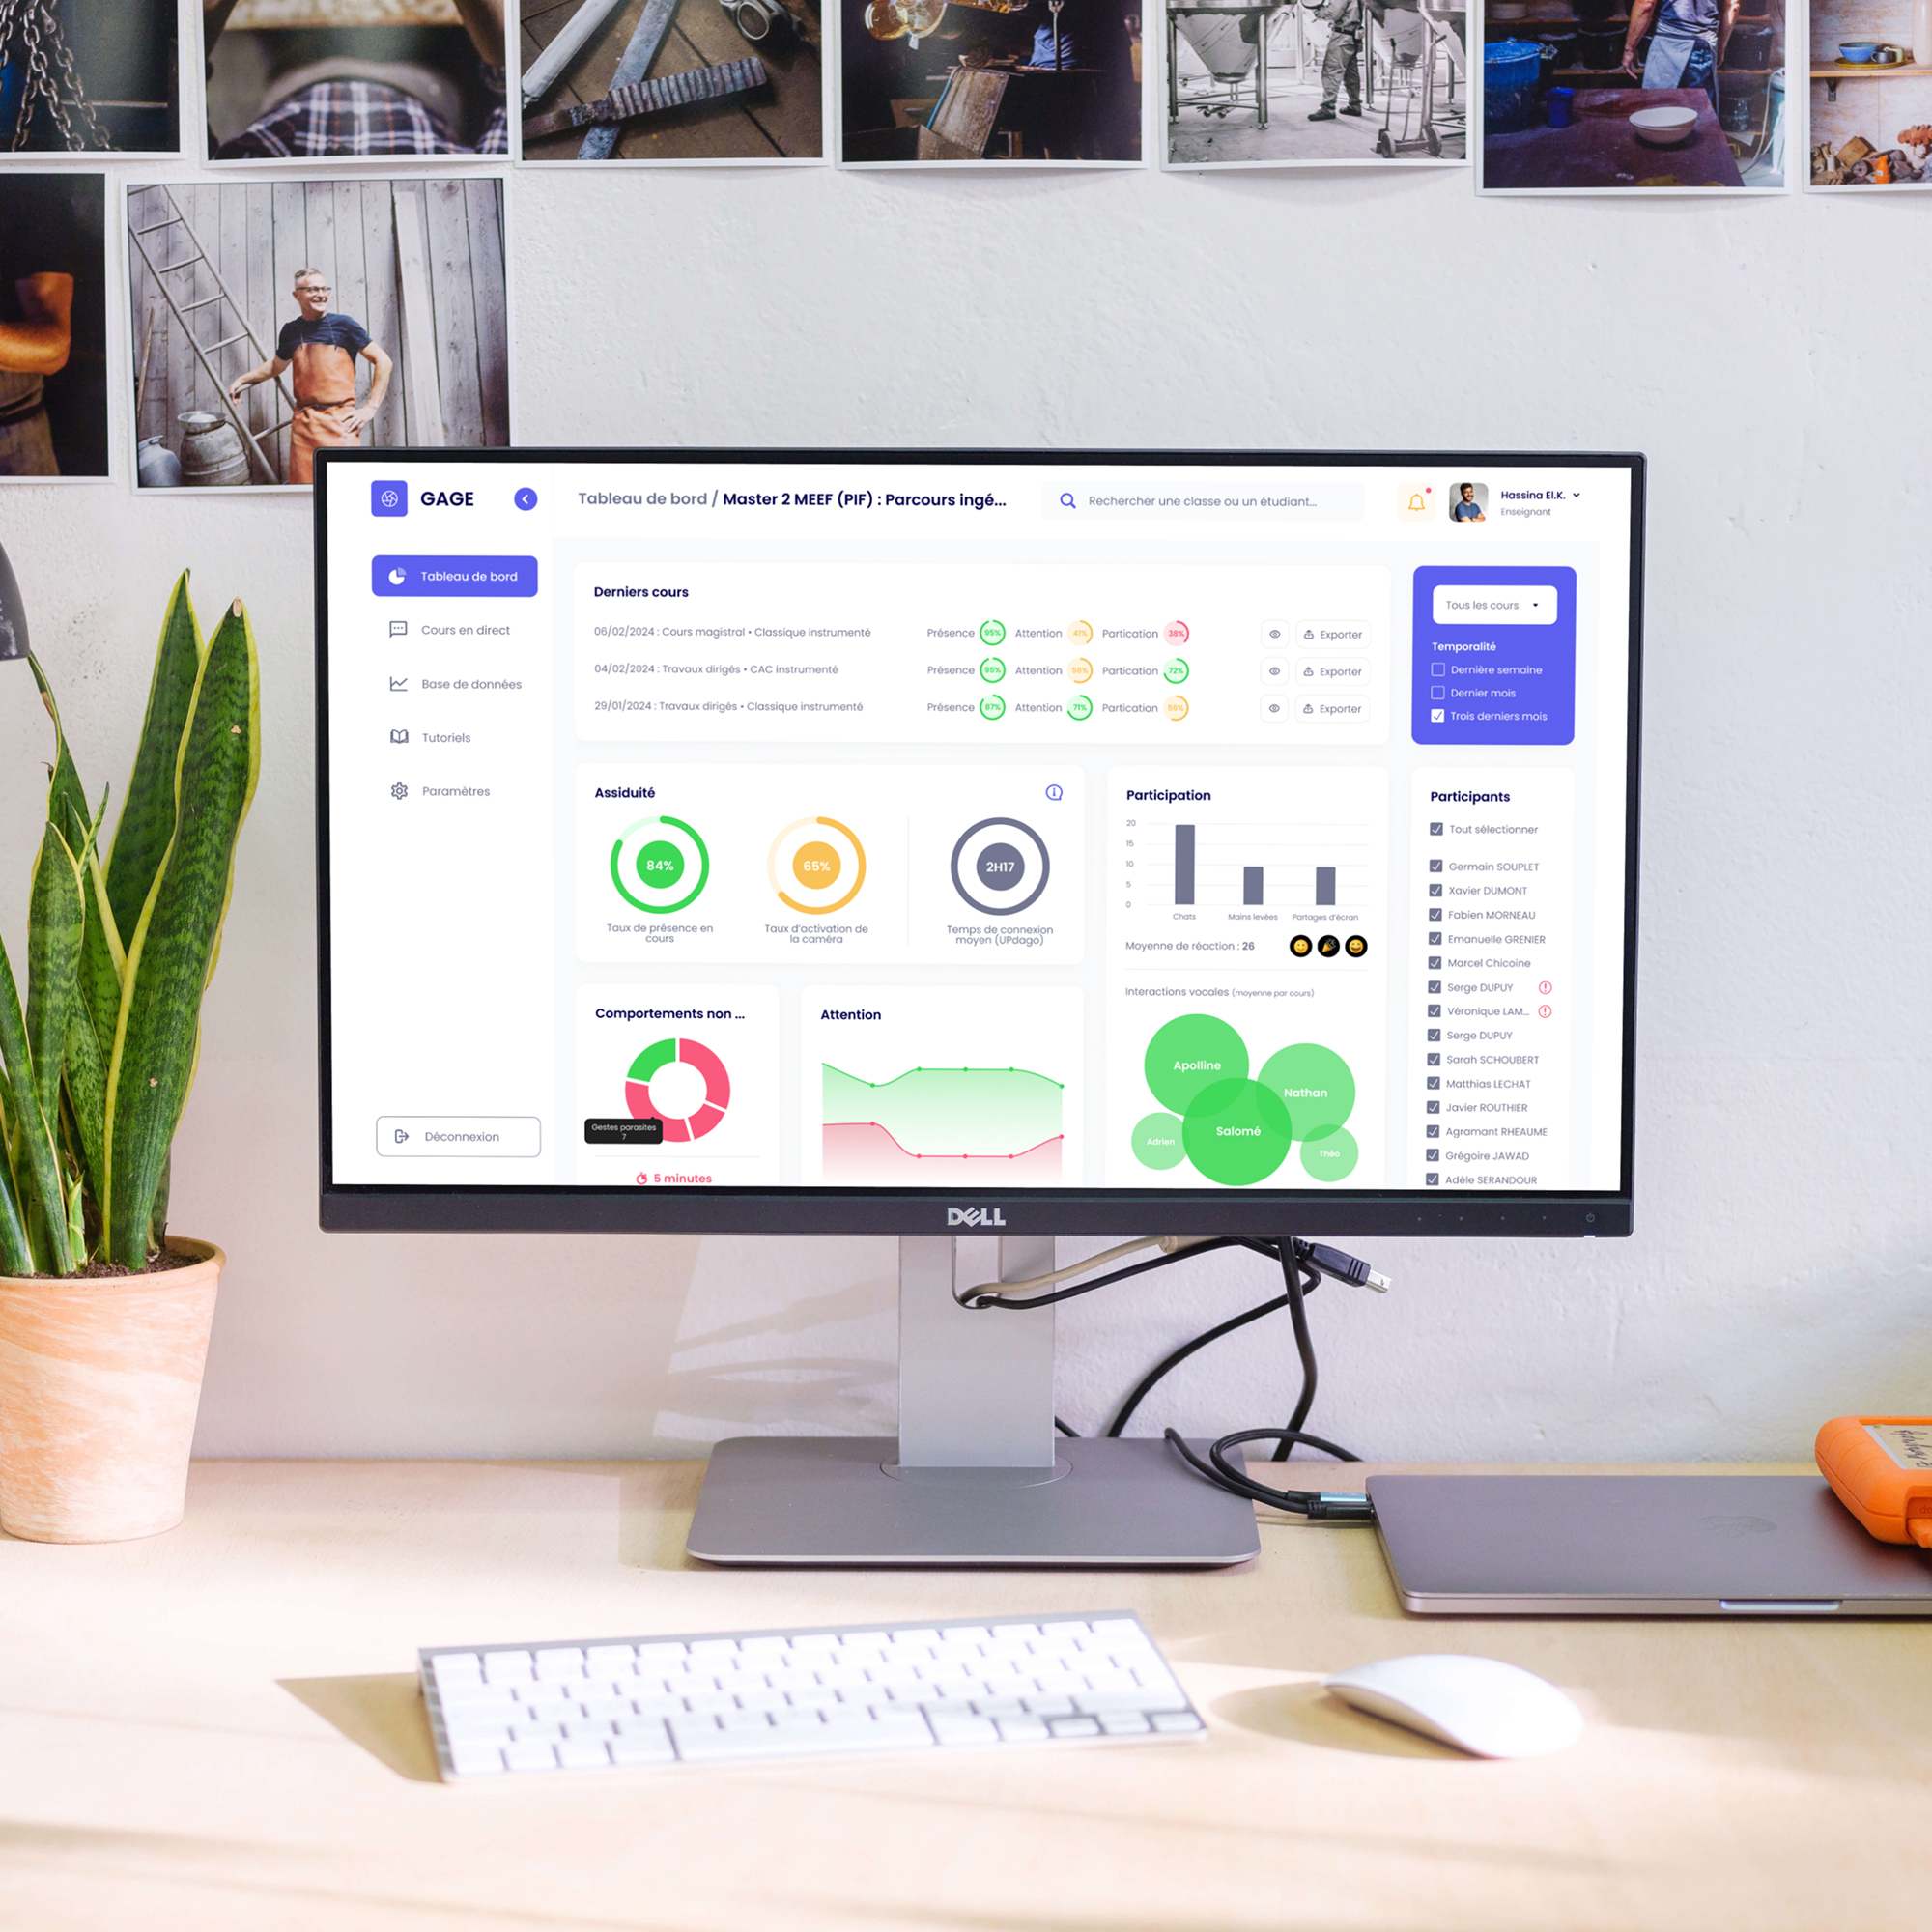 GAGE
Tableau de bord / Master 2 MEEF (PIF) : Parcours ingé...
Rechercher une classe ou un étudiant...
Hassina El.K.
Enseignant
Tableau de bord
Cours en direct
Base de données
Tutoriels
Paramètres
Déconnexion
Derniers cours
06/02/2024 : Cours magistral • Classique instrumenté Présence 95% Attention 41% Partication 38% Exporter
04/02/2024 : Travaux dirigés • CAC instrumenté Présence 95% Attention 58% Partication 72% Exporter
29/01/2024 : Travaux dirigés • Classique instrumenté Présence 87% Attention 71% Partication 56% Exporter
Tous les cours
Temporalité
Dernière semaine
Dernier mois
Trois derniers mois
Assiduité
84%
Taux de présence en
cours
65%
Taux d'activation de
la caméra
2H17
Temps de connexion
moyen (UPdago)
Comportements non ...
Gestes parasites
7
5 minutes
Attention
Participation
20
15
10
5
0
Chats
Mains levées
Partages d'écran
Moyenne de réaction : 26
Interactions vocales (moyenne par cours)
Apolline
Nathan
Salomé
Adrien
Théo
Participants
Tout sélectionner
Germain SOUPLET
Xavier DUMONT
Fabien MORNEAU
Emanuelle GRENIER
Marcel Chicoine
Serge DUPUY
Véronique LAM...
Serge DUPUY
Sarah SCHOUBERT
Matthias LECHAT
Javier ROUTHIER
Agramant RHEAUME
Grégoire JAWAD
Adèle SERANDOUR
DELL